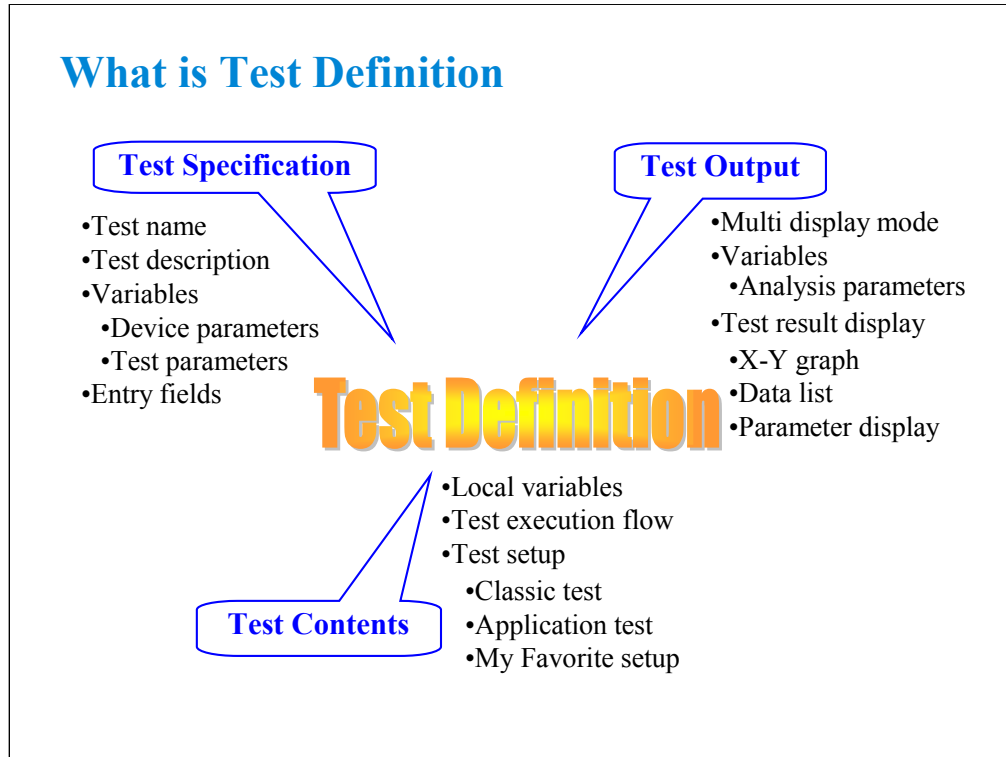 What is Test Definition
Test Specification
•Test name
•Test description
•Variables
•Device parameters
•Test parameters
•Entry fields
Test Output
•Multi display mode
•Variables
•Analysis parameters
•Test result display
•X-Y graph
•Data list
•Parameter display
Test Definition
Test Contents
•Local variables
•Test execution flow
•Test setup
•Classic test
•Application test
•My Favorite setup